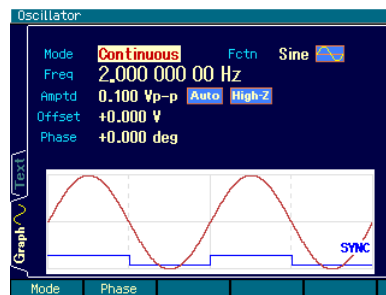 Oscillator
Mode Continuous Fctn Sine
Freq 2.000 000 00 Hz
Amptd 0.100 Vp-p Auto High-Z
Offset +0.000 V
Phase +0.000 deg
Text
Graph
SYNC
Mode Phase